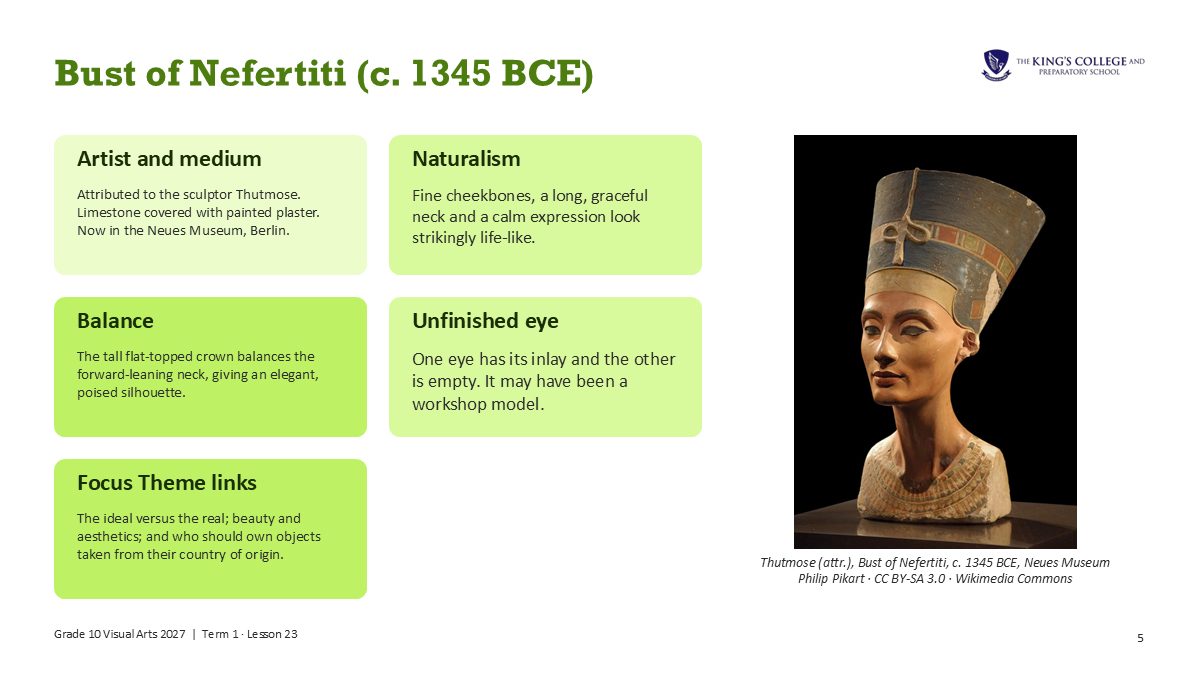 Bust of Nefertiti (c. 1345 BCE)
THE KING'S COLLEGE AND
PREPARATORY SCHOOL
Artist and medium
Attributed to the sculptor Thutmose.
Limestone covered with painted plaster.
Now in the Neues Museum, Berlin.
Naturalism
Fine cheekbones, a long, graceful
neck and a calm expression look
strikingly life-like.
Balance
The tall flat-topped crown balances the
forward-leaning neck, giving an elegant,
poised silhouette.
Unfinished eye
One eye has its inlay and the other
is empty. It may have been a
workshop model.
Focus Theme links
The ideal versus the real; beauty and
aesthetics; and who should own objects
taken from their country of origin.
Thutmose (attr.), Bust of Nefertiti, c. 1345 BCE, Neues Museum
Philip Pikart · CC BY-SA 3.0 · Wikimedia Commons
Grade 10 Visual Arts 2027 | Term 1 · Lesson 23
5